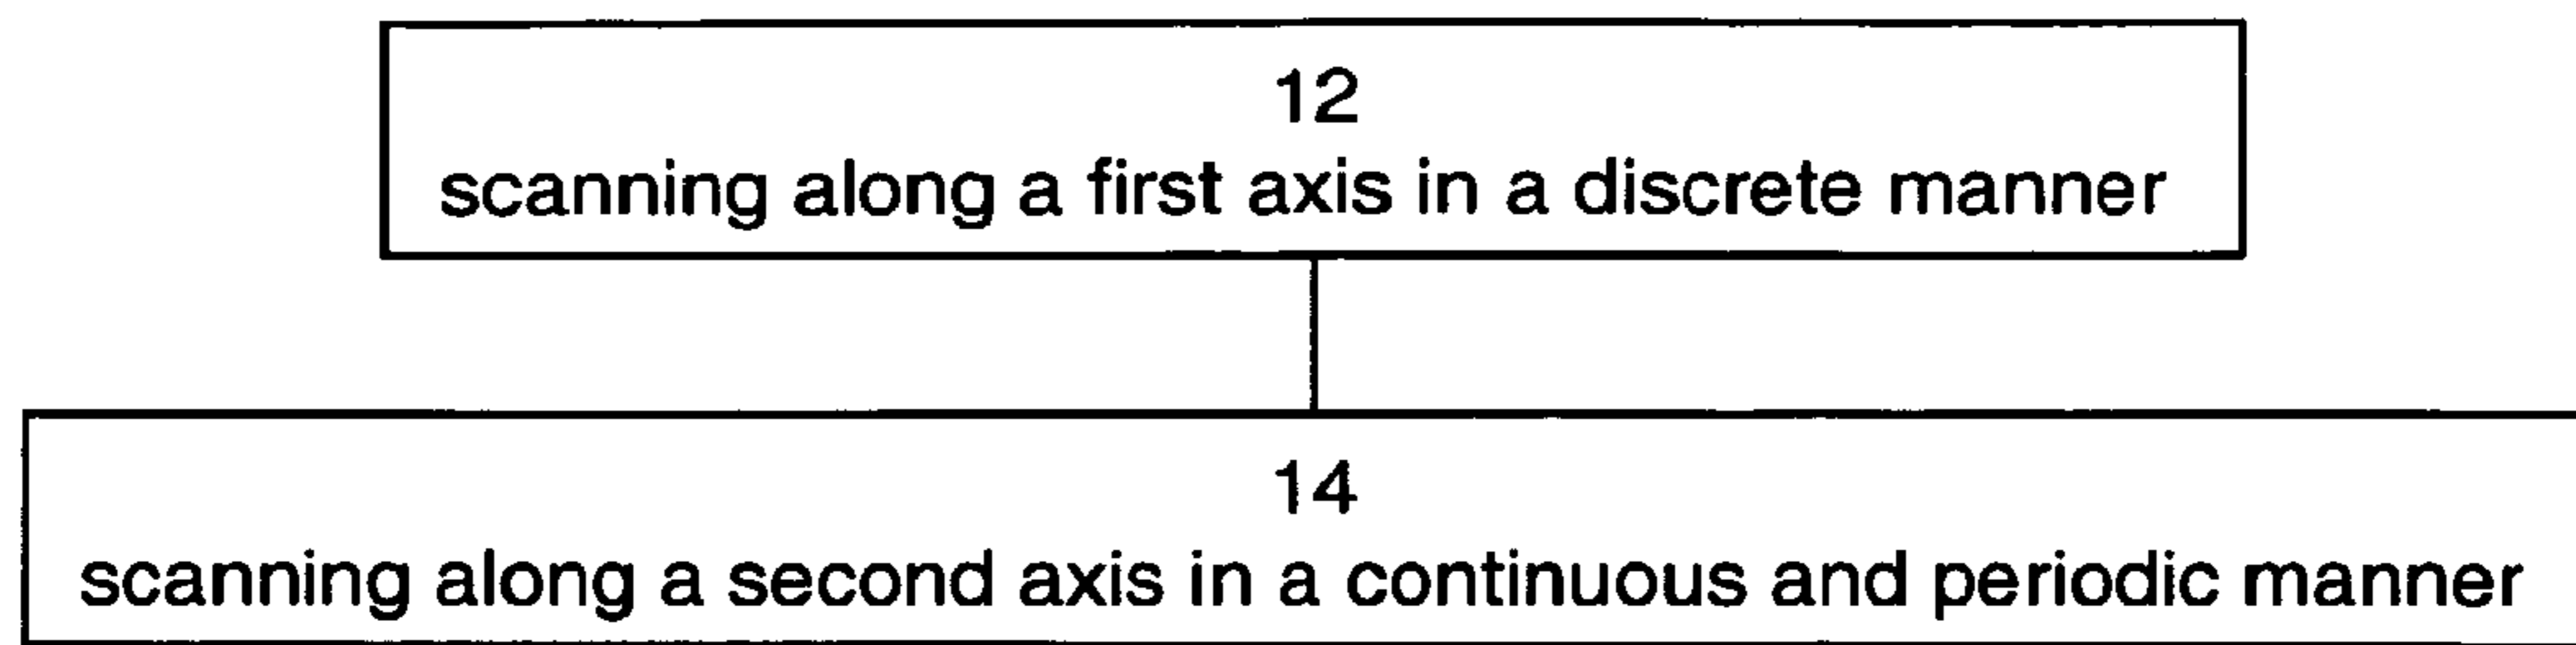 12
scanning along a first axis in a discrete manner
14
scanning along a second axis in a continuous and periodic manner